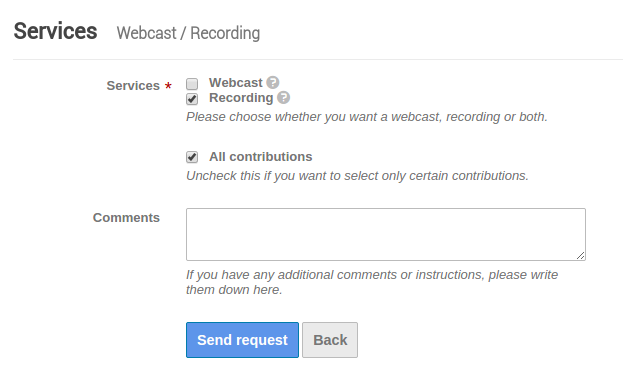 Services Webcast / Recording
Services * Webcast ?
Recording ?
Please choose whether you want a webcast, recording or both.
All contributions
Uncheck this if you want to select only certain contributions.
Comments
If you have any additional comments or instructions, please write
them down here.
Send request Back